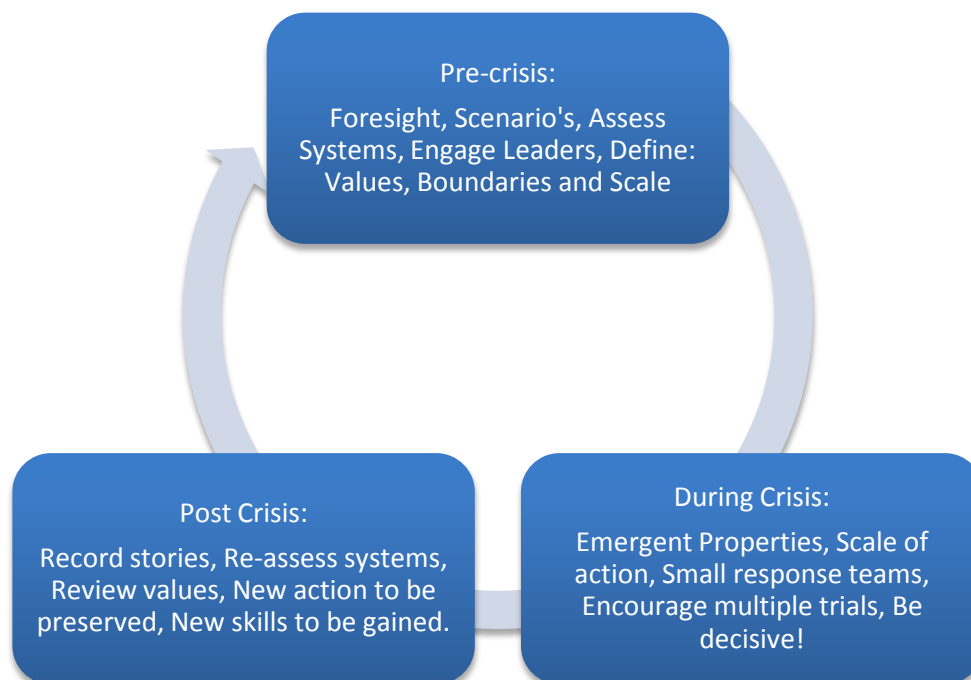 Pre-crisis:
Foresight, Scenario's, Assess
Systems, Engage Leaders, Define:
Values, Boundaries and Scale
Post Crisis:
Record stories, Re-assess systems,
Review values, New action to be
preserved, New skills to be gained.
During Crisis:
Emergent Properties, Scale of
action, Small response teams,
Encourage multiple trials, Be
decisive!